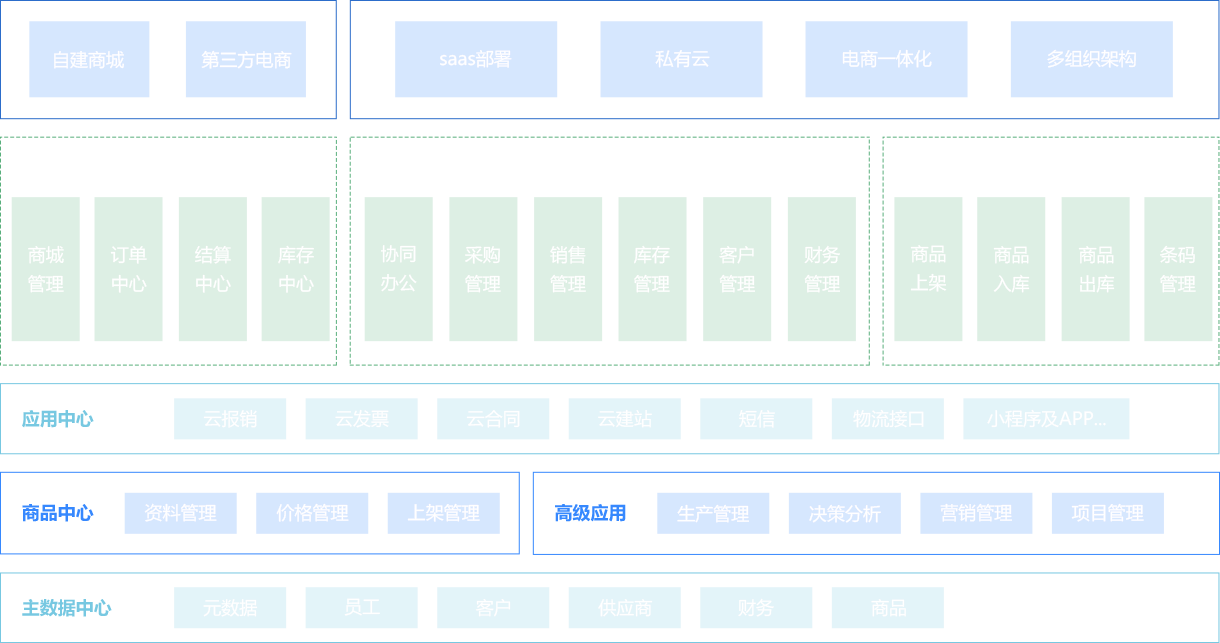 自建商城 第三方电商 saas部署 私有云 电商一体化 多组织架构
商城 订单 结算 库存 协同 采购 销售 库存 客户 财务 商品 商品 商品 条码
管理 中心 中心 中心 办公 管理 管理 管理 管理 管理 上架 入库 出库 管理
应用中心 云报销 云发票 云合同 云建站 短信 物流接口 小程序及APP...
商品中心 资料管理 价格管理 上架管理 高级应用 生产管理 决策分析 营销管理 项目管理
主数据中心 元数据 员工 客户 供应商 财务 商品